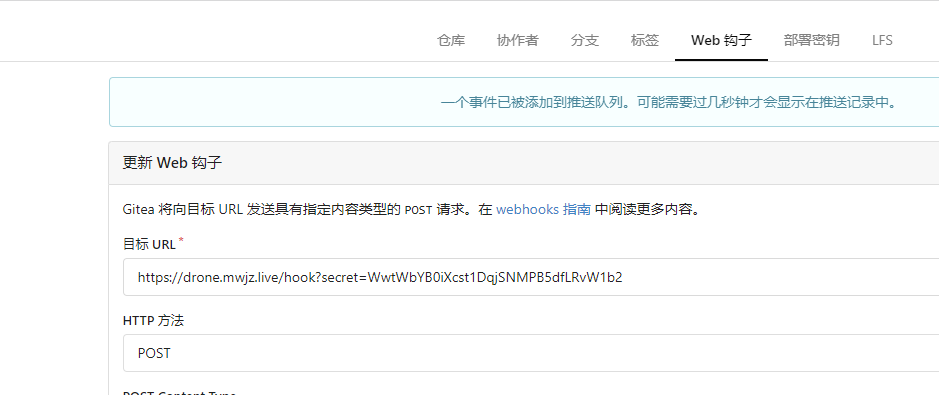 仓库 协作者 分支 标签 Web 钩子 部署密钥 LFS
一个事件已被添加到推送队列。可能需要过几秒钟才会显示在推送记录中。
更新 Web 钩子
Gitea 将向目标 URL 发送具有指定内容类型的 POST 请求。在 webhooks 指南 中阅读更多内容。
目标 URL *
https://drone.mwjz.live/hook?secret=WwtWbYB0iXcst1DqjSNMPB5dfLRvW1b2
HTTP 方法
POST
POST Content Type